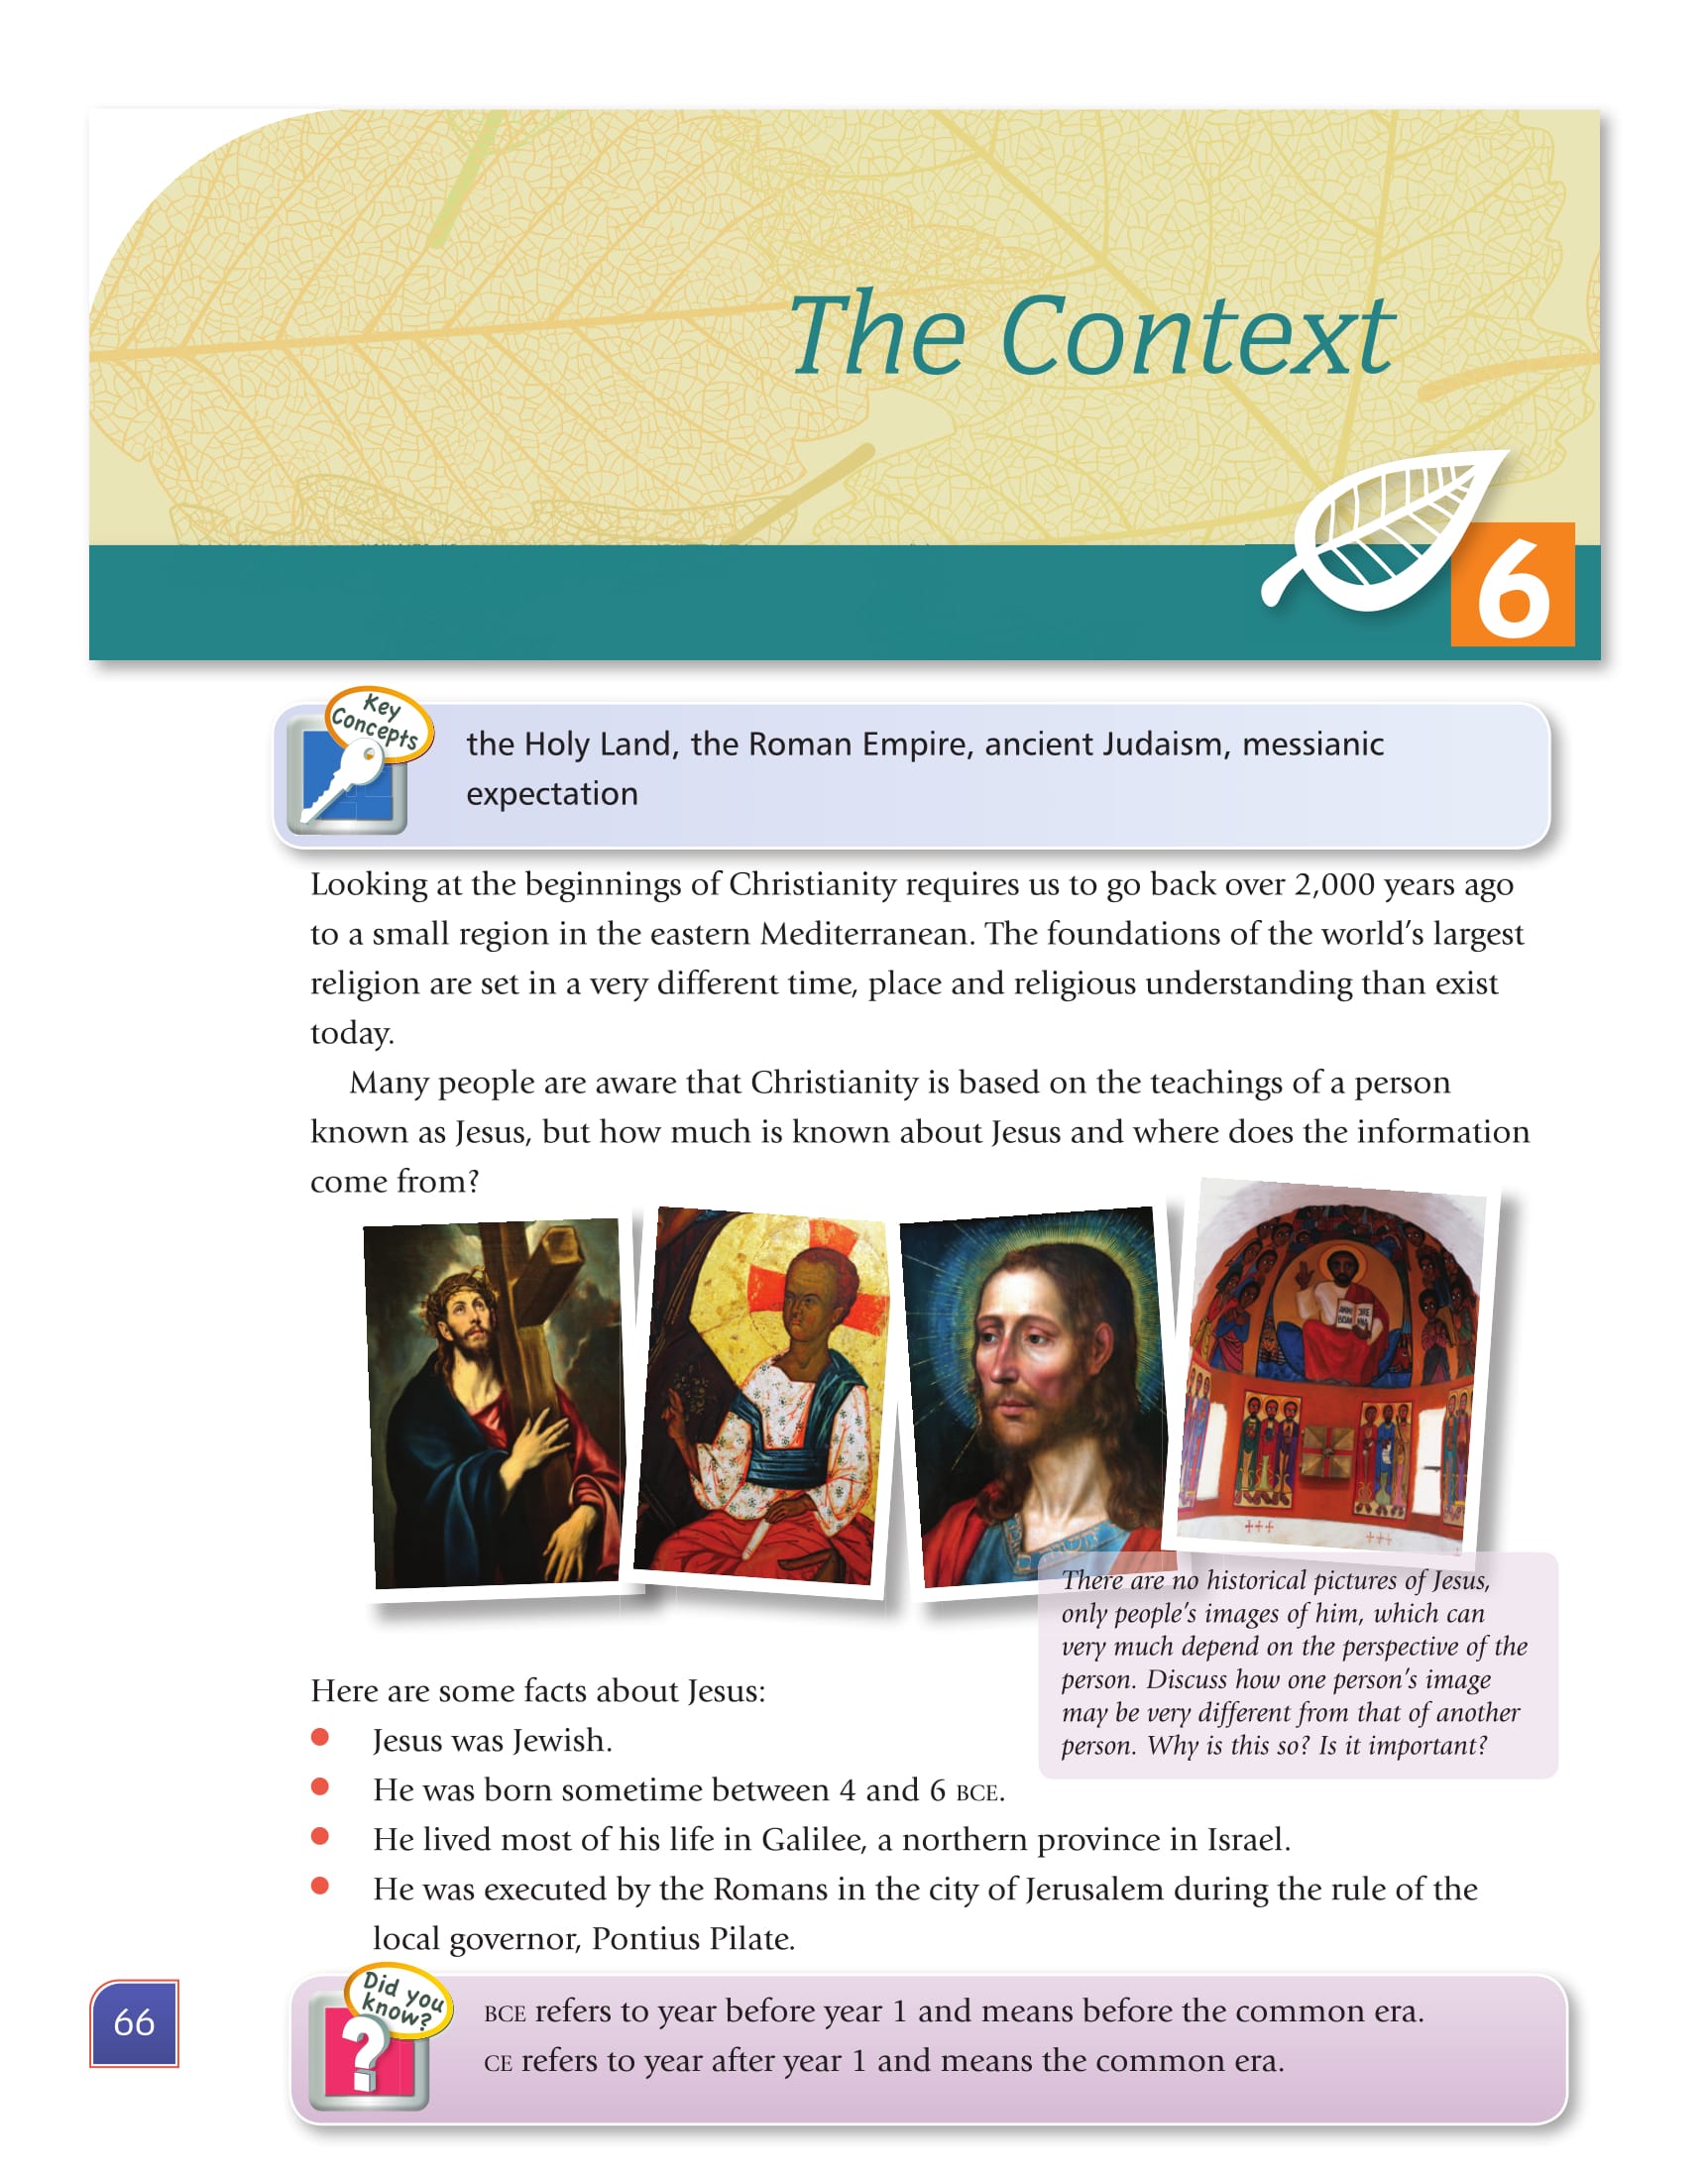 The Context
6
Key
Concepts
the Holy Land, the Roman Empire, ancient Judaism, messianic
expectation
Looking at the beginnings of Christianity requires us to go back over 2,000 years ago
to a small region in the eastern Mediterranean. The foundations of the world’s largest
religion are set in a very different time, place and religious understanding than exist
today.
Many people are aware that Christianity is based on the teachings of a person
known as Jesus, but how much is known about Jesus and where does the information
come from?
There are no historical pictures of Jesus,
only people’s images of him, which can
very much depend on the perspective of the
person. Discuss how one person’s image
may be very different from that of another
person. Why is this so? Is it important?
Here are some facts about Jesus:
● Jesus was Jewish.
● He was born sometime between 4 and 6 BCE.
● He lived most of his life in Galilee, a northern province in Israel.
● He was executed by the Romans in the city of Jerusalem during the rule of the
local governor, Pontius Pilate.
66
Did you
know?
?
BCE refers to year before year 1 and means before the common era.
CE refers to year after year 1 and means the common era.